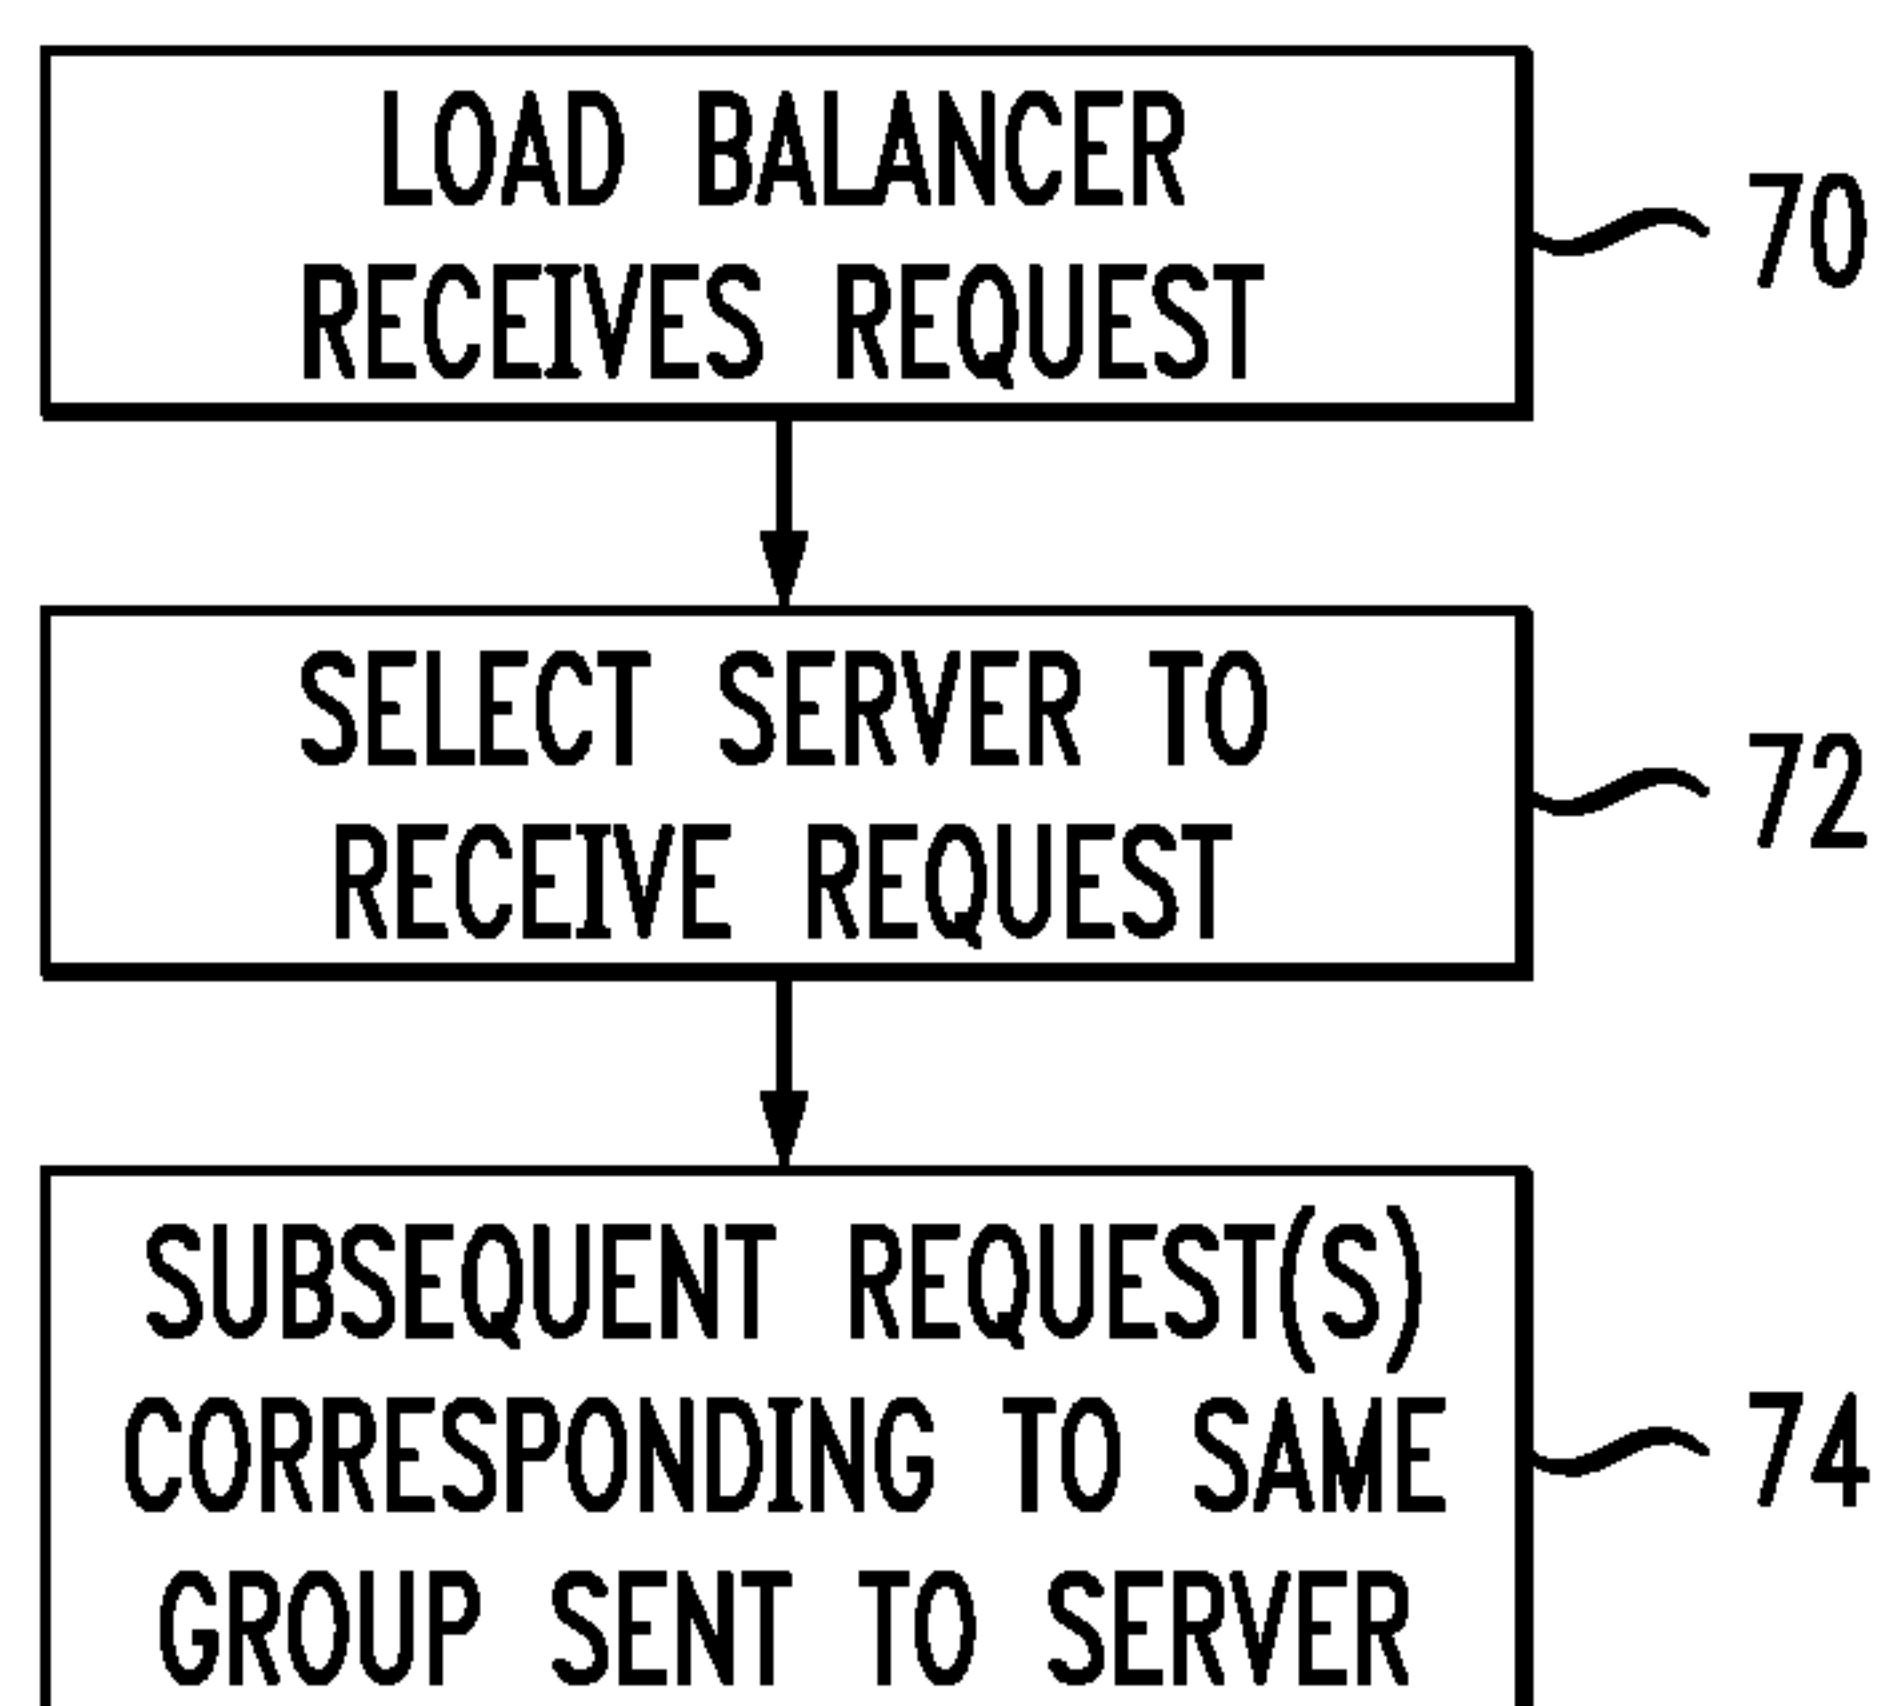 LOAD BALANCER
RECEIVES REQUEST
70
SELECT SERVER TO
RECEIVE REQUEST
72
SUBSEQUENT REQUEST(S)
CORRESPONDING TO SAME
GROUP SENT TO SERVER
74